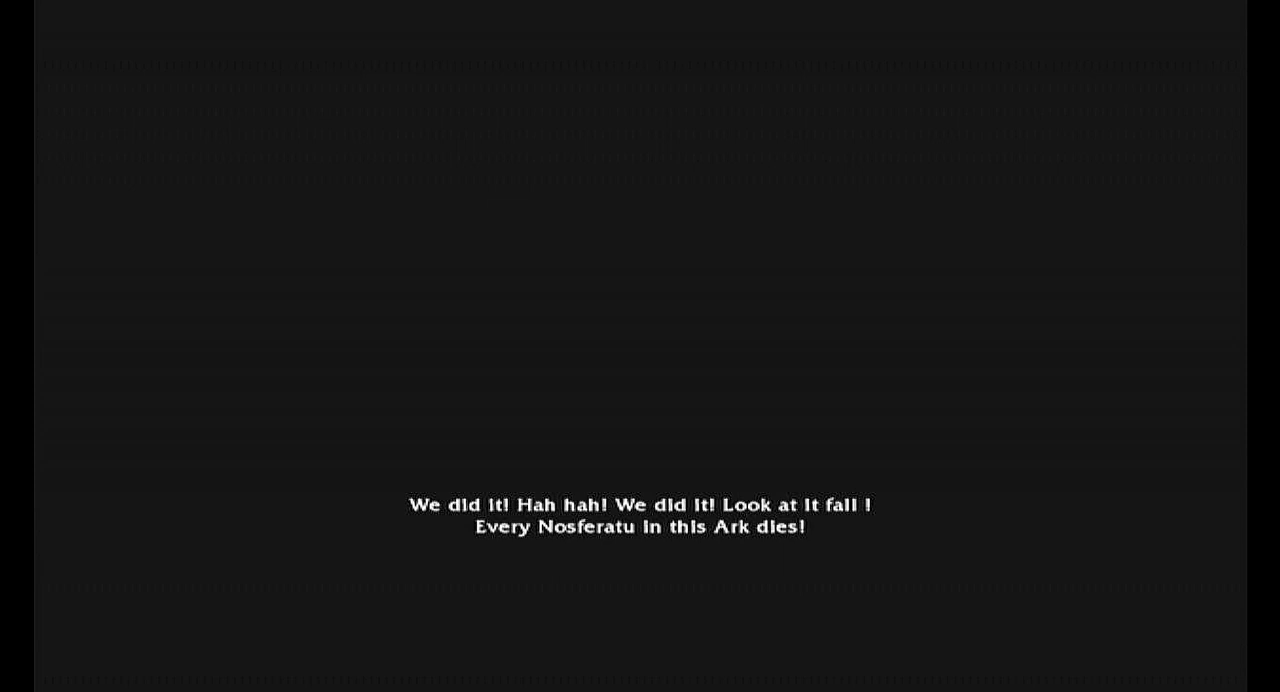 We did it! Hah hah! We did it! Look at it fall !
Every Nosferatu in this Ark dies!